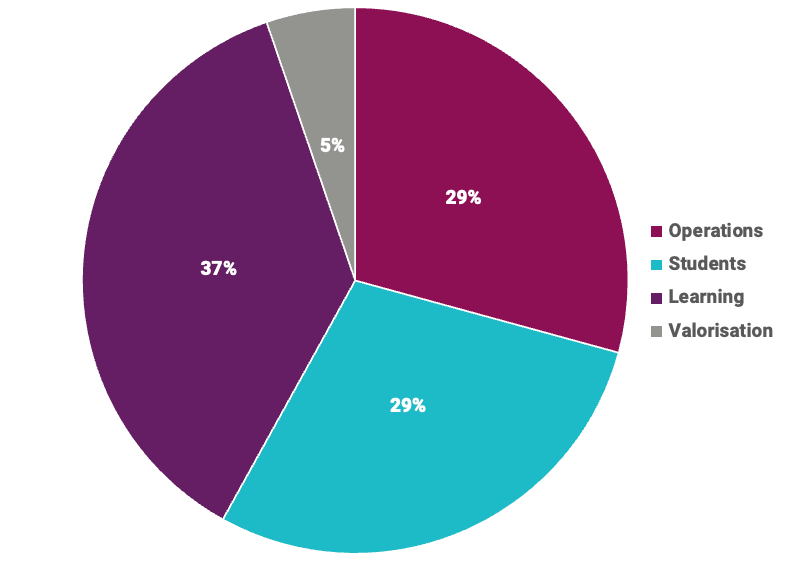 5%
29%
37%
29%
Operations
Students
Learning
Valorisation